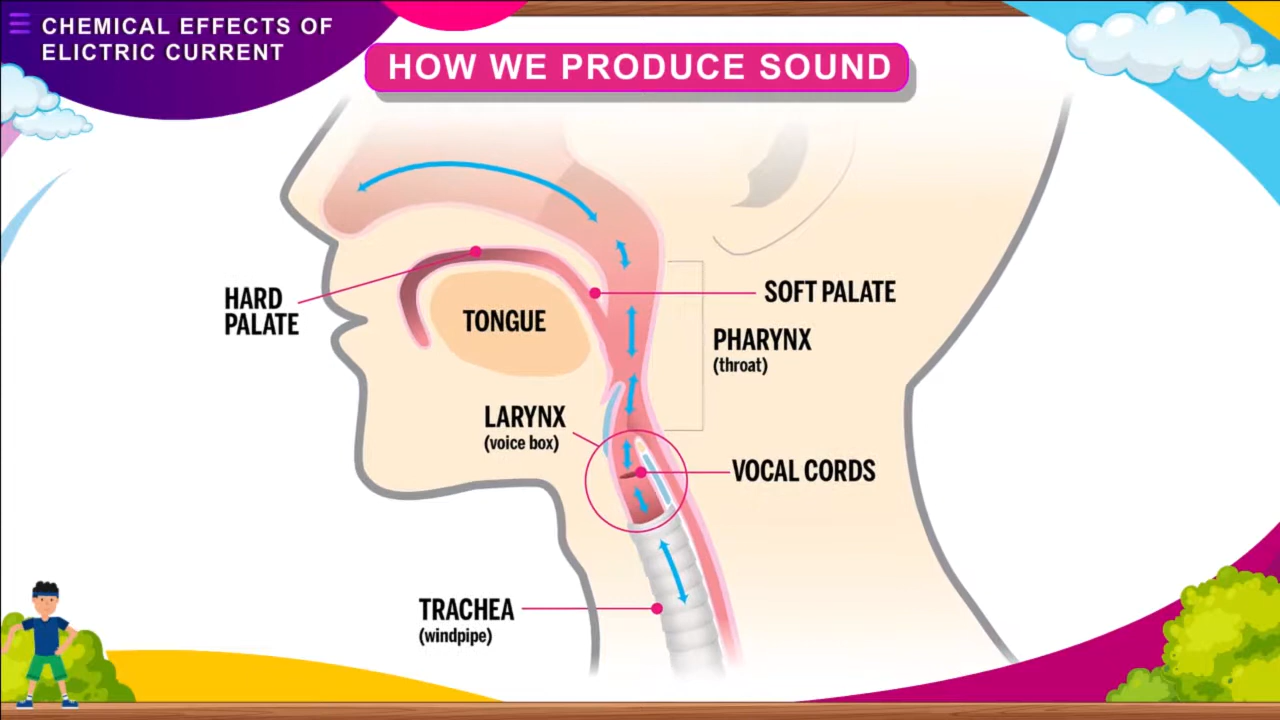 CHEMICAL EFFECTS OF
ELICTRIC CURRENT
HOW WE PRODUCE SOUND
HARD
PALATE
TONGUE
SOFT PALATE
PHARYNX
(throat)
LARYNX
(voice box)
VOCAL CORDS
TRACHEA
(windpipe)